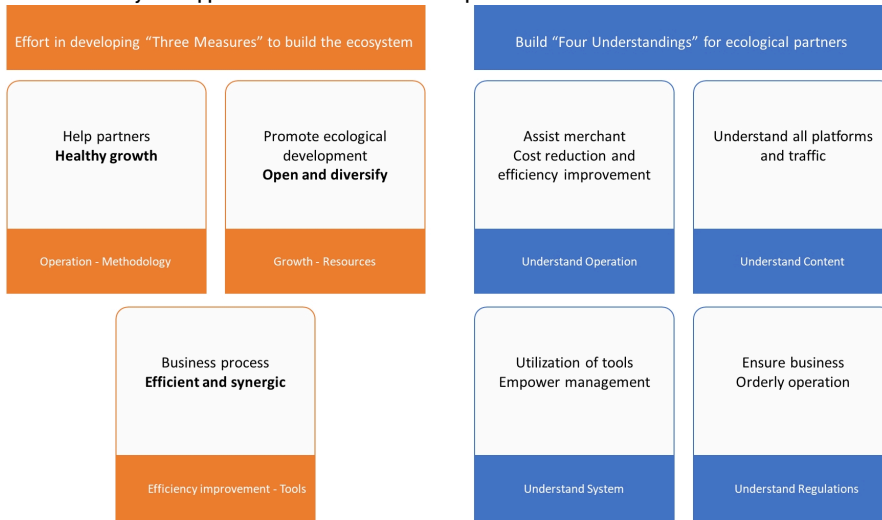 Effort in developing “Three Measures” to build the ecosystem
Help partners
Healthy growth
Operation - Methodology
Promote ecological
development
Open and diversify
Growth - Resources
Business process
Efficient and synergic
Efficiency improvement - Tools
Build “Four Understandings” for ecological partners
Assist merchant
Cost reduction and
efficiency improvement
Understand Operation
Understand all platforms
and traffic
Understand Content
Utilization of tools
Empower management
Understand System
Ensure business
Orderly operation
Understand Regulations